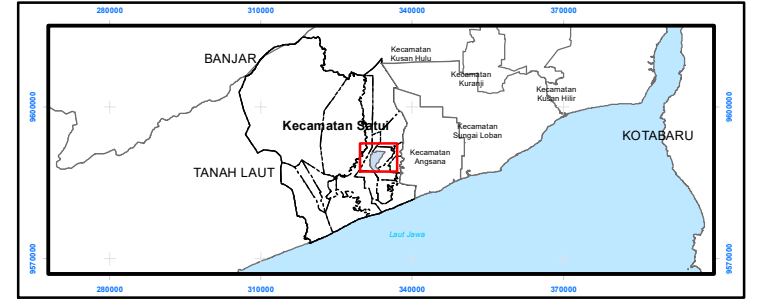 280000
310000
340000
370000
BANJAR
Kecamatan
Kusan Hulu
Kecamatan
Kuranji
Kecamatan
Kusan Hilir
9600000
9600000
Kecamatan Satui
Kecamatan
Sungai Loban
KOTABARU
Kecamatan
Angsana
TANAH LAUT
Laut Jawa
9570000
9570000
280000
310000
340000
370000